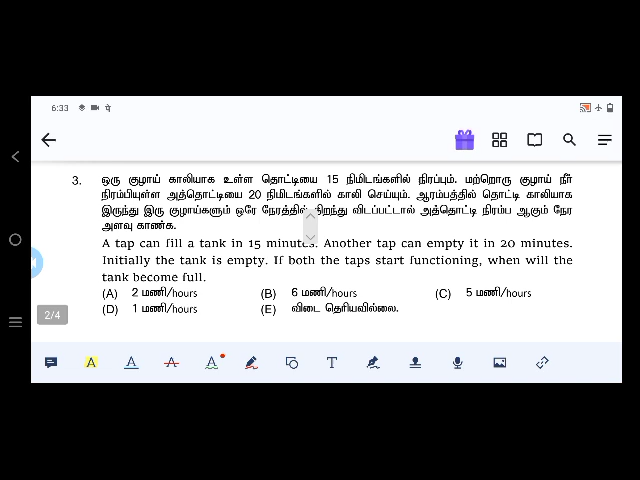 6:33
3. ஒரு குழாய் காலியாக உள்ள தொட்டியை 15 நிமிடங்களில் நிரப்பும். மற்றொரு குழாய் நீர்
நிரம்பியுள்ள அத்தொட்டியை 20 நிமிடங்களில் காலி செய்யும். ஆரம்பத்தில் தொட்டி காலியாக
இருந்து இரு குழாய்களும் ஒரே நேரத்தில் திறந்து விடப்பட்டால் அத்தொட்டி நிரம்ப ஆகும் நேர
அளவு காண்க.
A tap can fill a tank in 15 minutes. Another tap can empty it in 20 minutes.
Initially the tank is empty. If both the taps start functioning, when will the
tank become full.
(A) 2 மணி/hours (B) 6 மணி/hours (C) 5 மணி/hours
(D) 1 மணி/hours (E) விடை தெரியவில்லை.
2/4